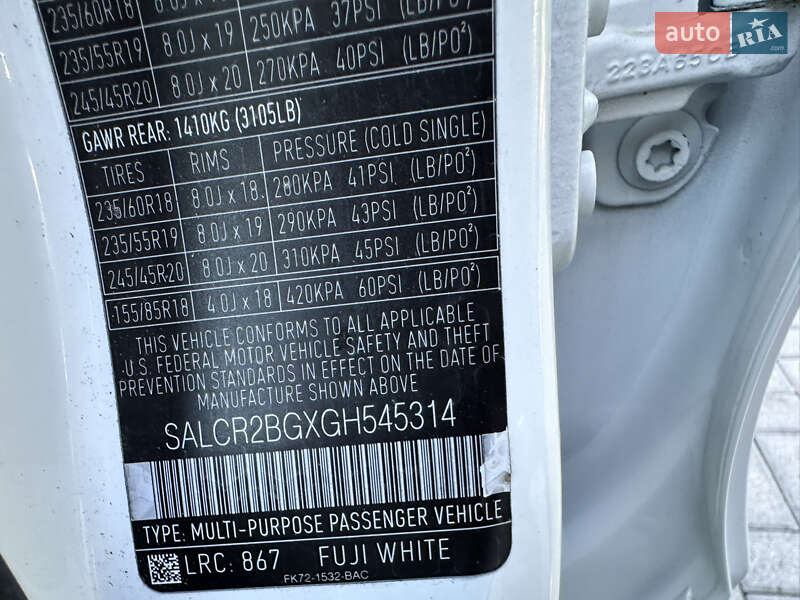 235/60R18 8.0J x 18 250KPA 37PSI (LB/PO²)
235/55R19 8.0J x 19
245/45R20 8.0J x 20 270KPA 40PSI (LB/PO²)
GAWR REAR: 1410KG (3105LB)
TIRES RIMS PRESSURE (COLD SINGLE)
235/60R18 8.0J x 18 280KPA 41PSI (LB/PO²)
235/55R19 8.0J x 19 290KPA 43PSI (LB/PO²)
245/45R20 8.0J x 20 310KPA 45PSI (LB/PO²)
155/85R18 4.0J x 18 420KPA 60PSI (LB/PO²)
THIS VEHICLE CONFORMS TO ALL APPLICABLE
U.S. FEDERAL MOTOR VEHICLE SAFETY AND THEFT
PREVENTION STANDARDS IN EFFECT ON THE DATE OF
MANUFACTURE SHOWN ABOVE.
SALCR2BGXGH545314
TYPE: MULTI-PURPOSE PASSENGER VEHICLE
LRC: 867 FUJI WHITE
FK72-1532-BAC
auto RIA
.com